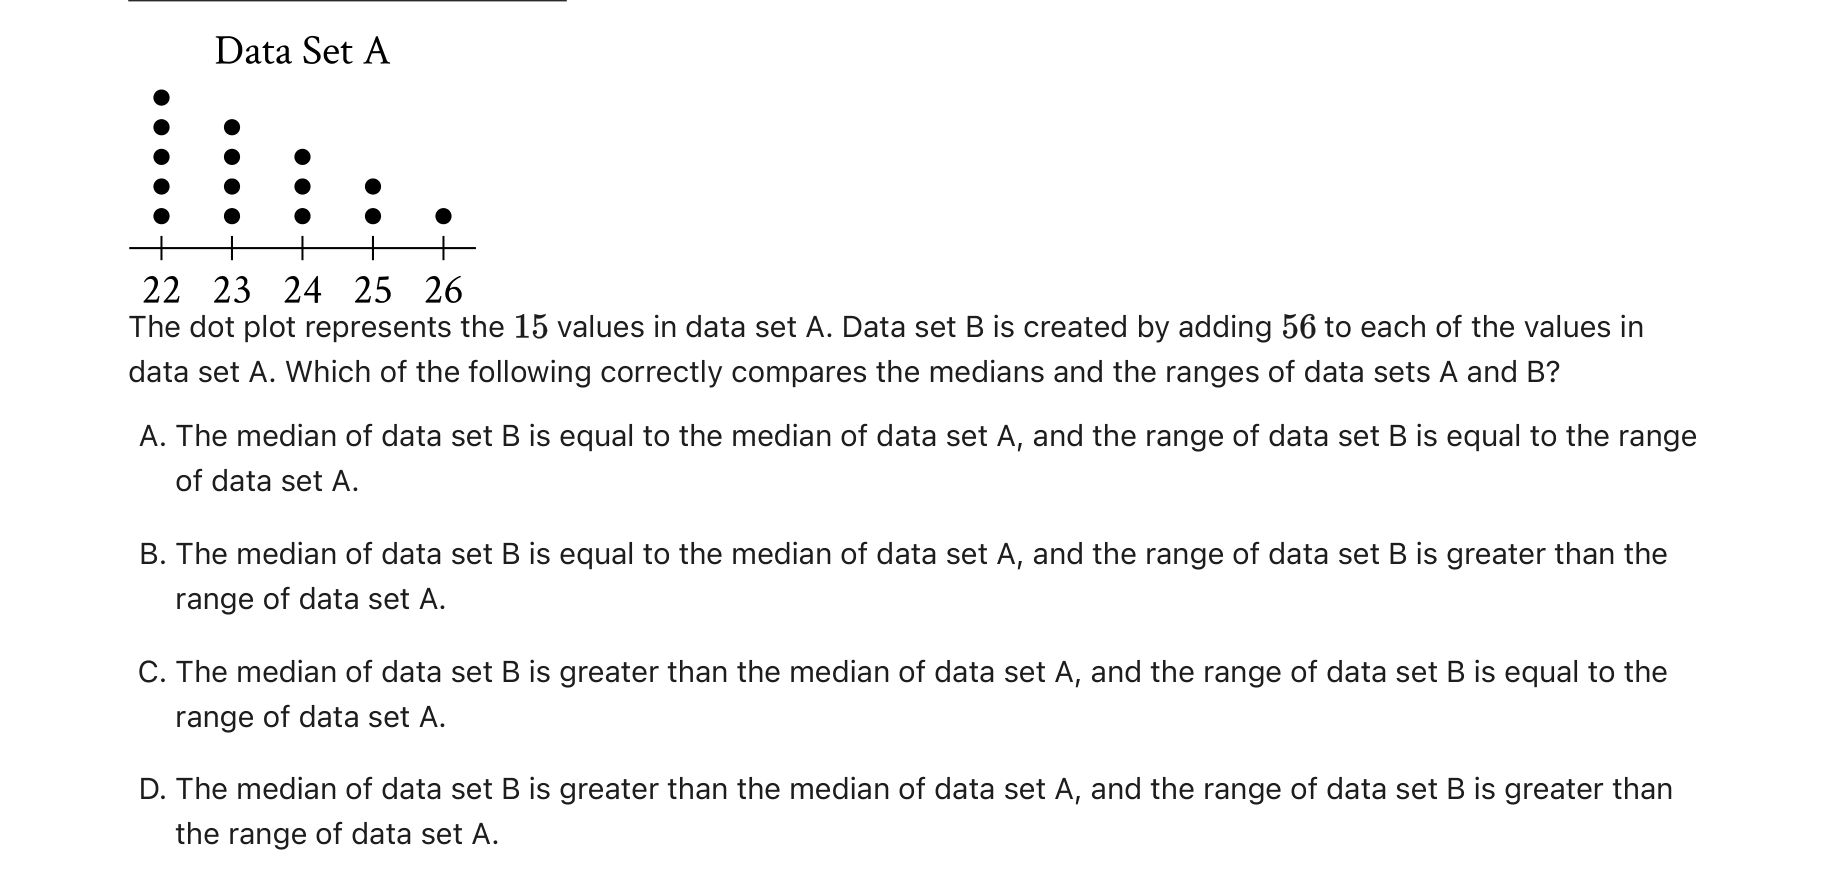 Data Set A
22 23 24 25 26
The dot plot represents the 15 values in data set A. Data set B is created by adding 56 to each of the values in
data set A. Which of the following correctly compares the medians and the ranges of data sets A and B?
A. The median of data set B is equal to the median of data set A, and the range of data set B is equal to the range
of data set A.
B. The median of data set B is equal to the median of data set A, and the range of data set B is greater than the
range of data set A.
C. The median of data set B is greater than the median of data set A, and the range of data set B is equal to the
range of data set A.
D. The median of data set B is greater than the median of data set A, and the range of data set B is greater than
the range of data set A.